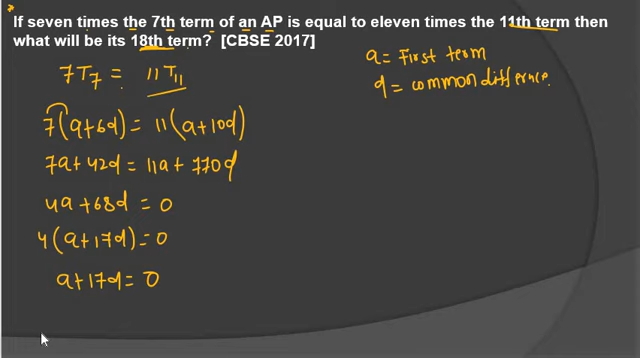 If seven times the 7th term of an AP is equal to eleven times the 11th term then
what will be its 18th term? [CBSE 2017]
a = First term
d = common difference
7T₇ = 11T₁₁
7(a+6d) = 11(a+10d)
7a + 42d = 11a + 770d
4a + 68d = 0
4(a+17d) = 0
a + 17d = 0